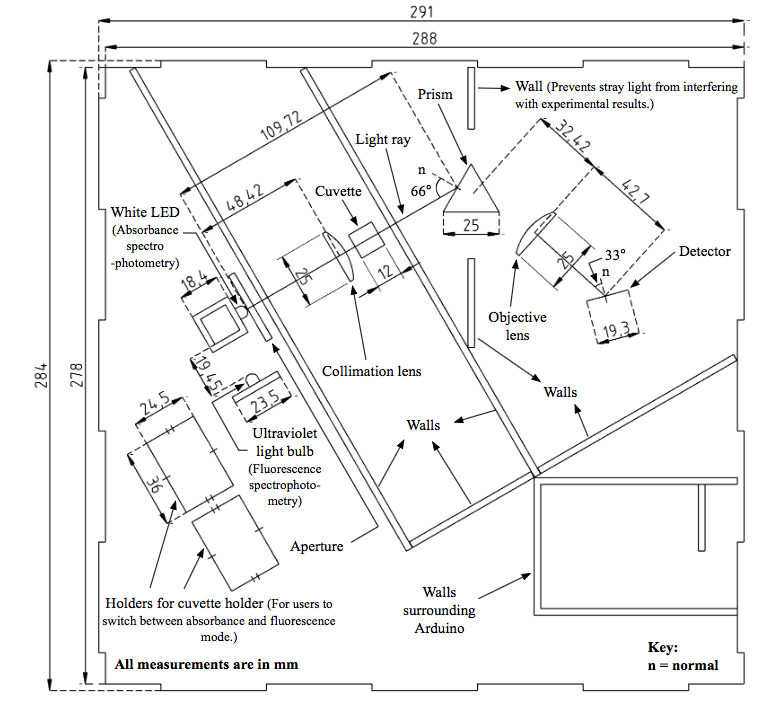 291
288
Prism
Wall (Prevents stray light from interfering
with experimental results.)
109,72
32,42
Light ray
n
66°
42,7
48,42
Cuvette
White LED
(Absorbance
spectro
-photometry)
25
33°
n
Detector
25
25
12
18,4
Objective
lens
19,3
284
278
Collimation lens
19,45
23,5
24,5
Walls
Walls
Ultraviolet
light bulb
(Fluorescence
spectrophoto-
metry)
36
Aperture
Holders for cuvette holder (For users to
switch between absorbance and fluorescence
mode.)
Walls
surrounding
Arduino
All measurements are in mm
Key:
n = normal